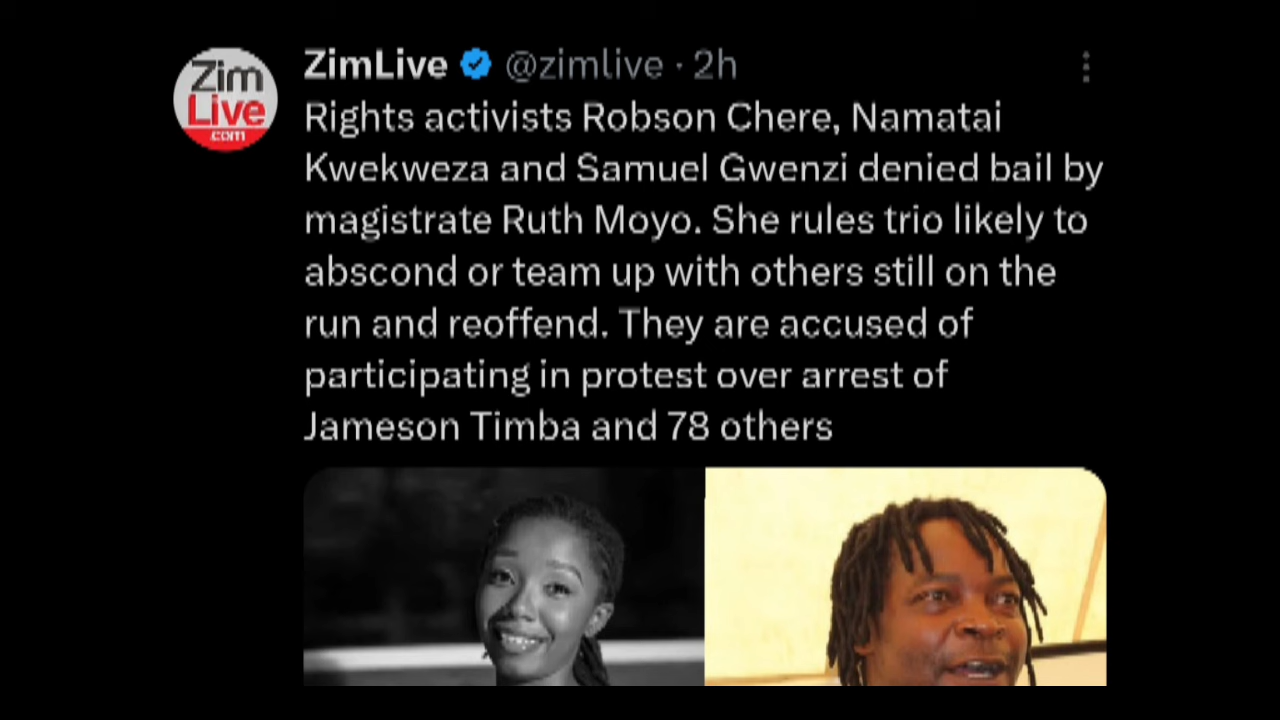 Zim
Live
.com
ZimLive @zimlive · 2h
Rights activists Robson Chere, Namatai
Kwekweza and Samuel Gwenzi denied bail by
magistrate Ruth Moyo. She rules trio likely to
abscond or team up with others still on the
run and reoffend. They are accused of
participating in protest over arrest of
Jameson Timba and 78 others